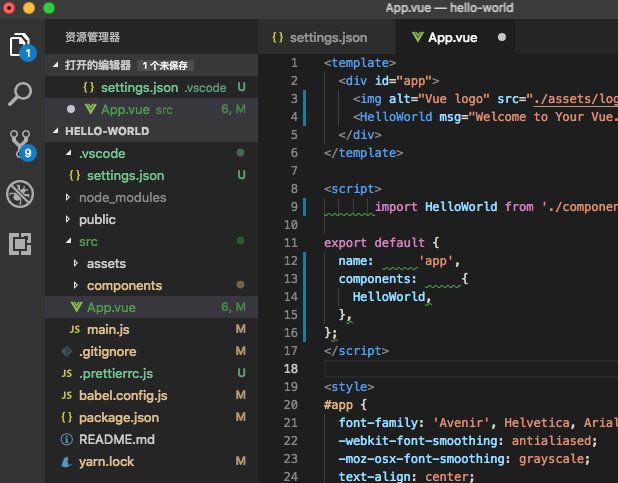 App.vue — hello-world
资源管理器
settings.json
App.vue
打开的编辑器 1 个未保存
settings.json .vscode U
App.vue src 6, M
HELLO-WORLD
.vscode
settings.json U
node_modules
public
src
assets
components
App.vue 6, M
main.js M
.gitignore M
.prettierrc.js U
babel.config.js M
package.json M
README.md
yarn.lock M
1
9
1 <template>
2 <div id="app">
3 <img alt="Vue logo" src="./assets/log
4 <HelloWorld msg="Welcome to Your Vue.
5 </div>
6 </template>
7
8 <script>
9 import HelloWorld from './componen
10
11 export default {
12 name: 'app',
13 components: {
14 HelloWorld,
15 },
16 };
17 </script>
18
19 <style>
20 #app {
21 font-family: 'Avenir', Helvetica, Arial
22 -webkit-font-smoothing: antialiased;
23 -moz-osx-font-smoothing: grayscale;
24 text-align: center;